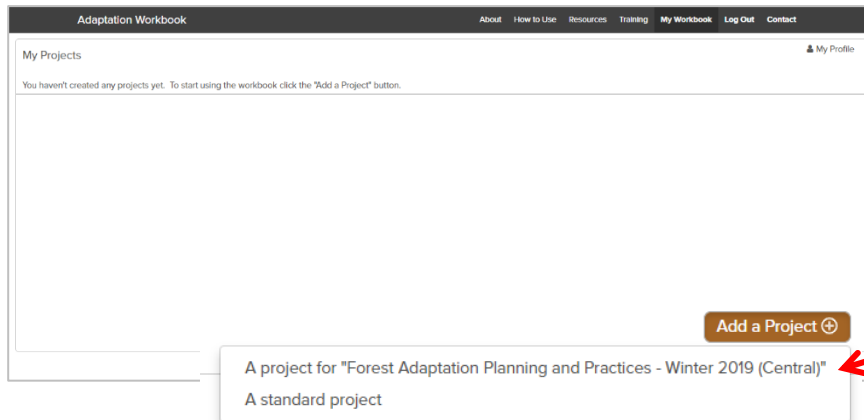 Adaptation Workbook
About How to Use Resources Training My Workbook Log Out Contact
My Projects
My Profile
You haven't created any projects yet. To start using the workbook click the "Add a Project" button.
Add a Project
A project for "Forest Adaptation Planning and Practices - Winter 2019 (Central)"
A standard project